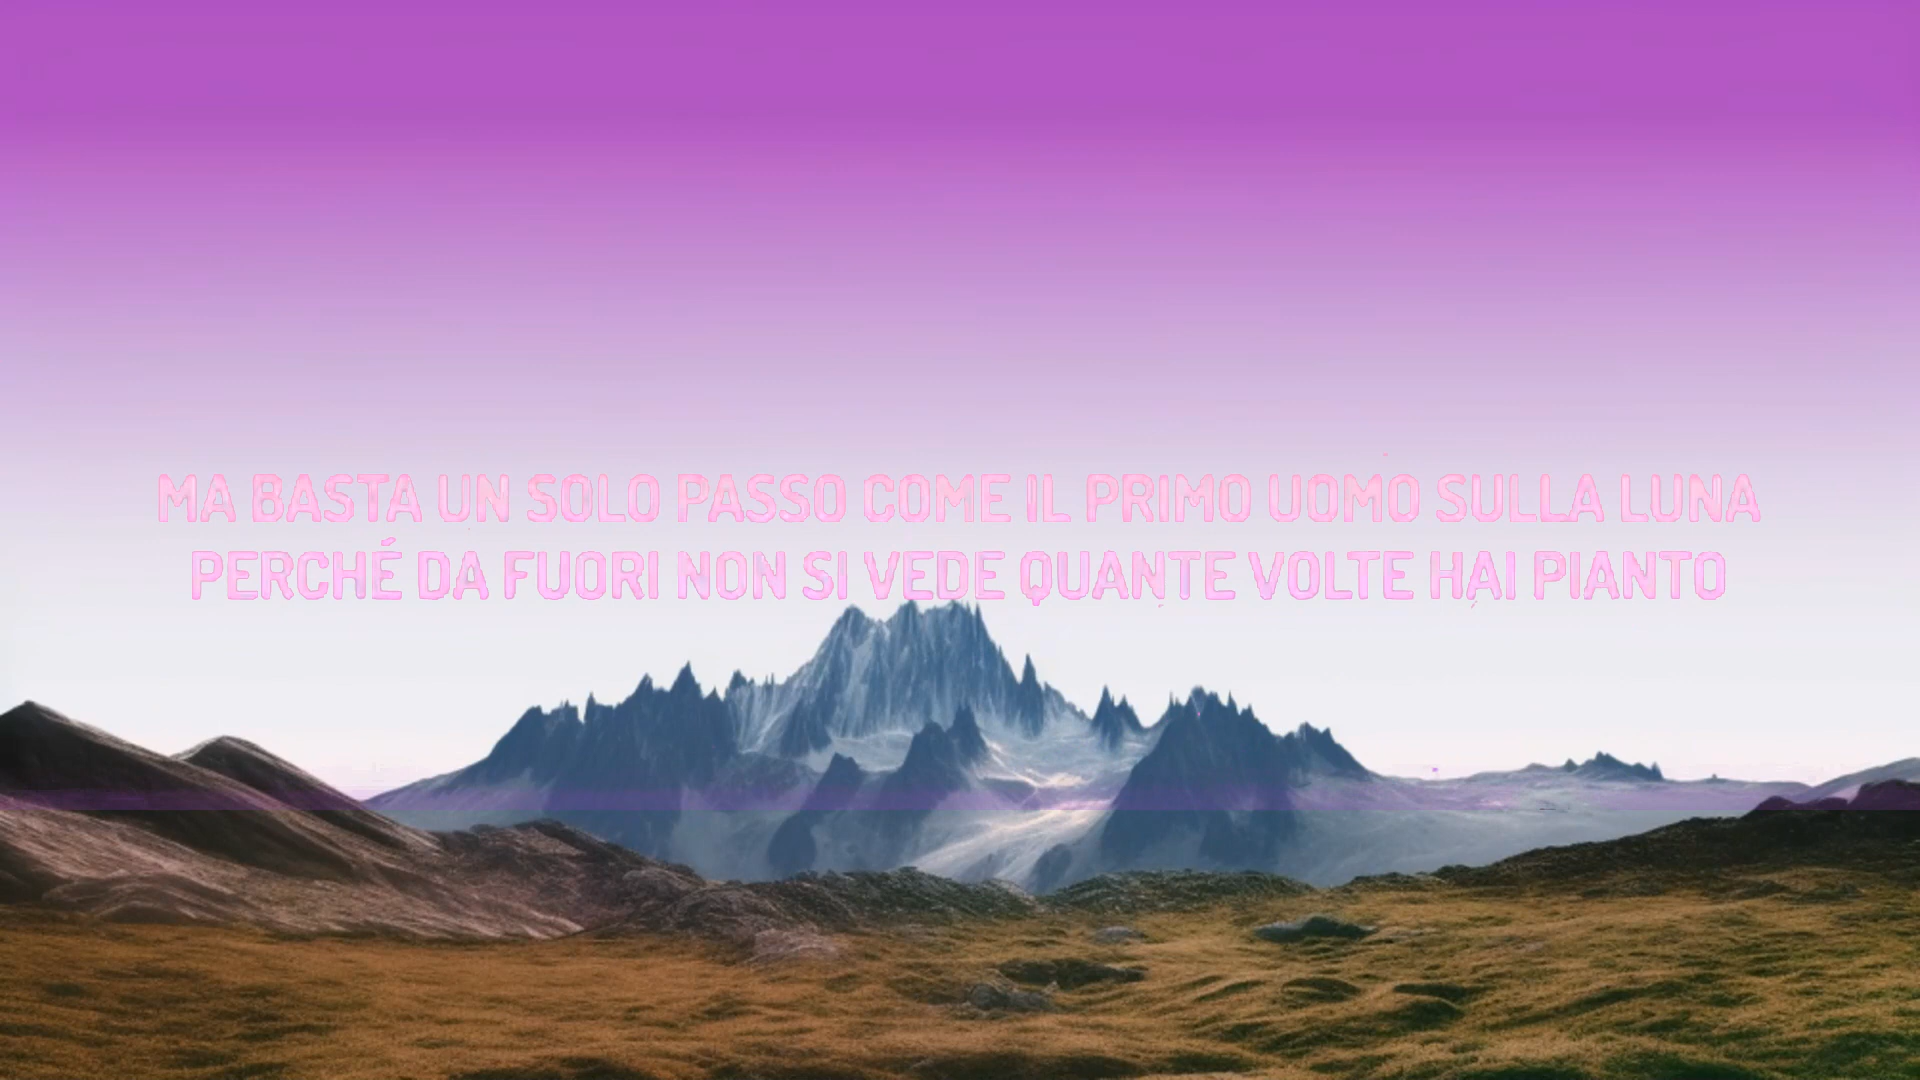 MA BASTA UN SOLO PASSO COME IL PRIMO UOMO SULLA LUNA
PERCHÉ DA FUORI NON SI VEDE QUANTE VOLTE HAI PIANTO